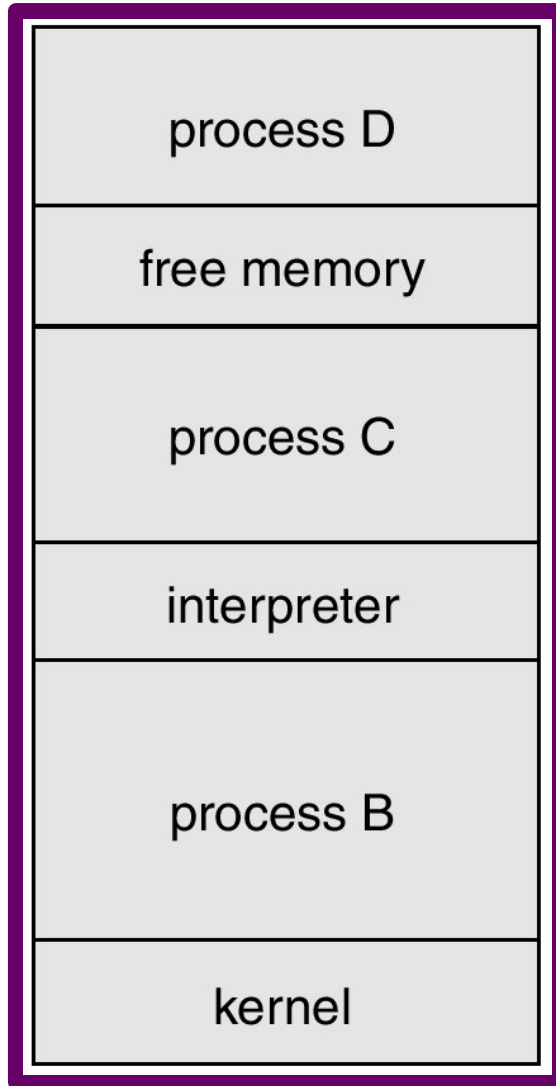 process D
free memory
process C
interpreter
process B
kernel